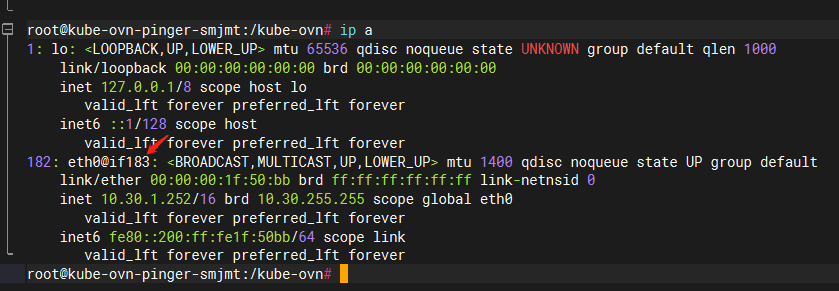 root@kube-ovn-pinger-smjmt:/kube-ovn# ip a
1: lo: <LOOPBACK,UP,LOWER_UP> mtu 65536 qdisc noqueue state UNKNOWN group default qlen 1000
link/loopback 00:00:00:00:00:00 brd 00:00:00:00:00:00
inet 127.0.0.1/8 scope host lo
valid_lft forever preferred_lft forever
inet6 ::1/128 scope host
valid_lft forever preferred_lft forever
182: eth0@if183: <BROADCAST,MULTICAST,UP,LOWER_UP> mtu 1400 qdisc noqueue state UP group default
link/ether 00:00:00:1f:50:bb brd ff:ff:ff:ff:ff:ff link-netnsid 0
inet 10.30.1.252/16 brd 10.30.255.255 scope global eth0
valid_lft forever preferred_lft forever
inet6 fe80::200:ff:fe1f:50bb/64 scope link
valid_lft forever preferred_lft forever
root@kube-ovn-pinger-smjmt:/kube-ovn#